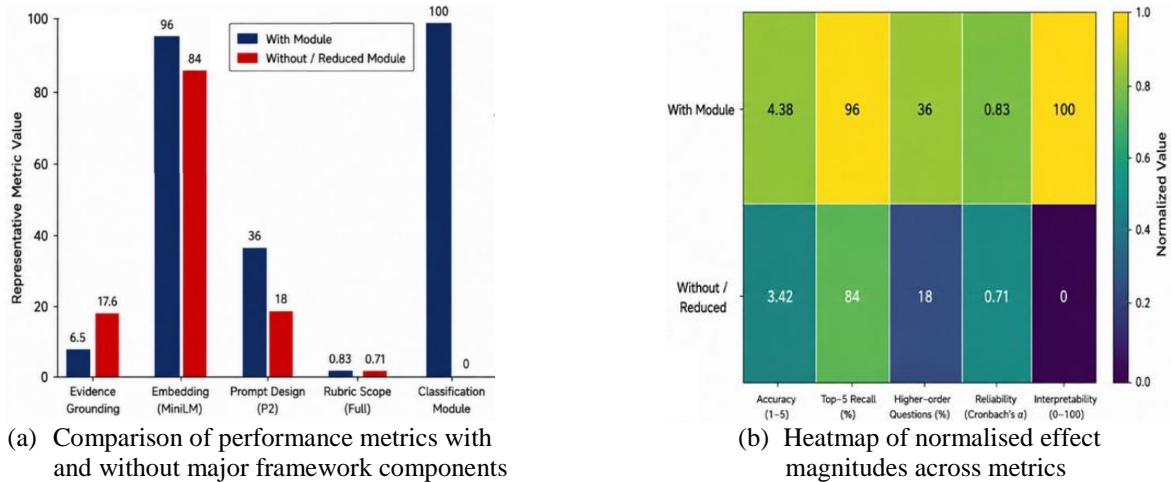 100
80
60
40
20
0
Representative Metric Value
With Module
Without / Reduced Module
6.5
17.6
96
84
36
18
0.83
0.71
100
0
Evidence
Grounding
Embedding
(MiniLM)
Prompt Design
(P2)
Rubric Scope
(Full)
Classification
Module
(a) Comparison of performance metrics with
and without major framework components
With Module
4.38
96
36
0.83
100
Without /
Reduced
3.42
84
18
0.71
0
Accuracy
(1–5)
Top–5 Recall
(%)
Higher-order
Questions (%)
Reliability
(Cronbach's α)
Interpretability
(0–100)
1.0
0.8
0.6
0.4
0.2
0.0
Normalized Value
(b) Heatmap of normalised effect
magnitudes across metrics